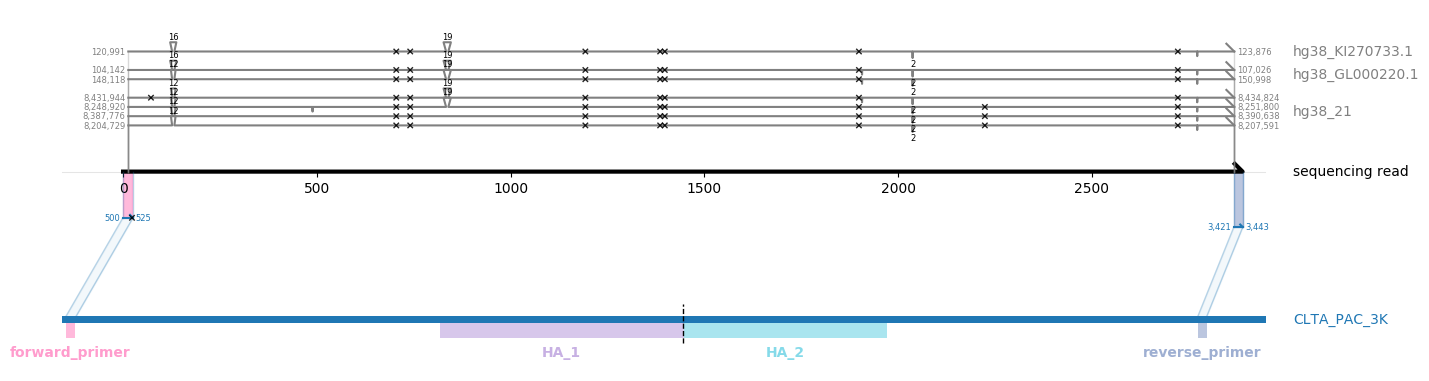 16 19
120,991 123,876 hg38_KI270733.1
16 19 2
12 19
104,142 107,026 hg38_GL000220.1
148,118 150,998
12 19 2
12 19
8,431,944 8,434,824
12
8,248,920 8,251,800 hg38_21
12
8,387,776 8,390,638
2
8,204,729 8,207,591
2
2
sequencing read
0 500 1000 1500 2000 2500
500 525
3,421 3,443
CLTA_PAC_3K
forward_primer HA_1 HA_2 reverse_primer